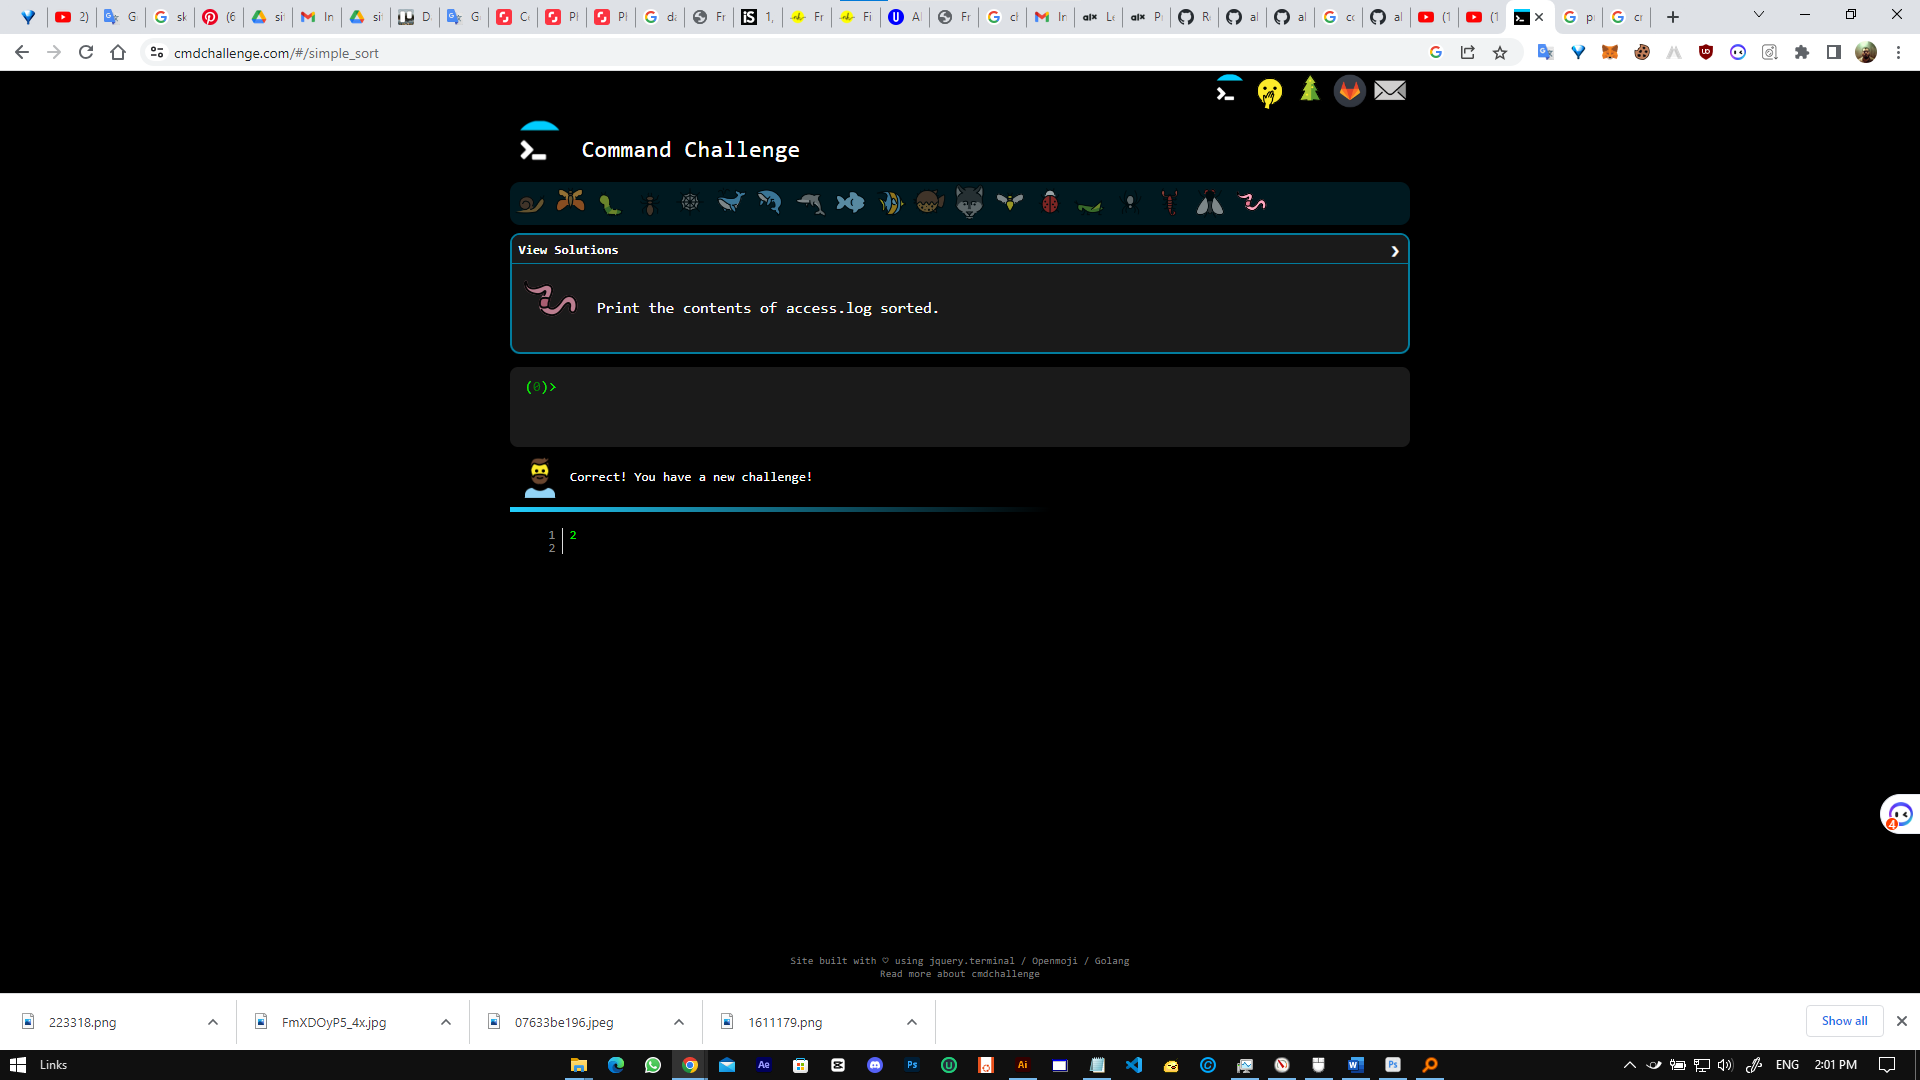 cmdchallenge.com/#/simple_sort
Command Challenge
View Solutions
❯
Print the contents of access.log sorted.
(0)>
Correct! You have a new challenge!
1 2
2
Site built with ♡ using jquery.terminal / Openmoji / Golang
Read more about cmdchallenge
4
223318.png
FmXDOyP5_4x.jpg
07633be196.jpeg
1611179.png
Show all
Links
ENG
2:01 PM